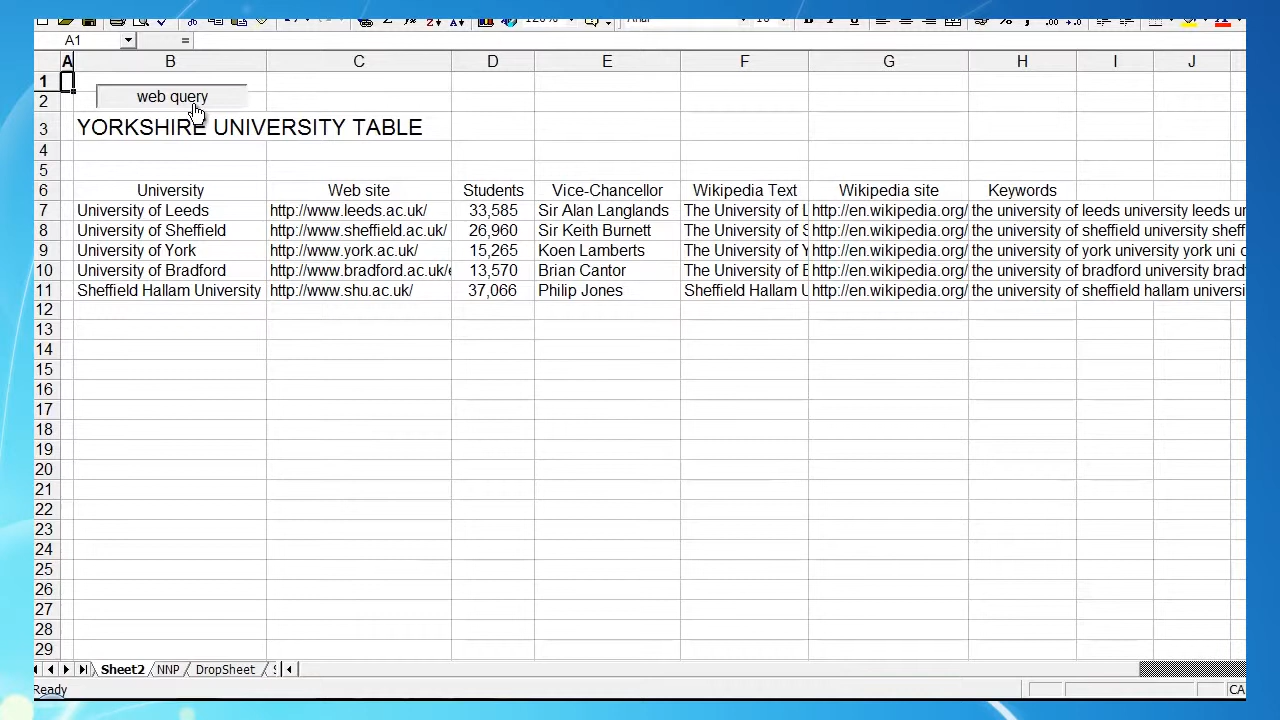 120%
A1 =
A B C D E F G H I J
1
2 web query
3 YORKSHIRE UNIVERSITY TABLE
4
5
6 University Web site Students Vice-Chancellor Wikipedia Text Wikipedia site Keywords
7 University of Leeds http://www.leeds.ac.uk/ 33,585 Sir Alan Langlands The University of L http://en.wikipedia.org/ the university of leeds university leeds un
8 University of Sheffield http://www.sheffield.ac.uk/ 26,960 Sir Keith Burnett The University of S http://en.wikipedia.org/ the university of sheffield university sheff
9 University of York http://www.york.ac.uk/ 15,265 Koen Lamberts The University of Y http://en.wikipedia.org/ the university of york university york uni
10 University of Bradford http://www.bradford.ac.uk/e 13,570 Brian Cantor The University of B http://en.wikipedia.org/ the university of bradford university brad
11 Sheffield Hallam University http://www.shu.ac.uk/ 37,066 Philip Jones Sheffield Hallam U http://en.wikipedia.org/ the university of sheffield hallam universi
12
13
14
15
16
17
18
19
20
21
22
23
24
25
26
27
28
29
Sheet2 NNP DropSheet
Ready CA